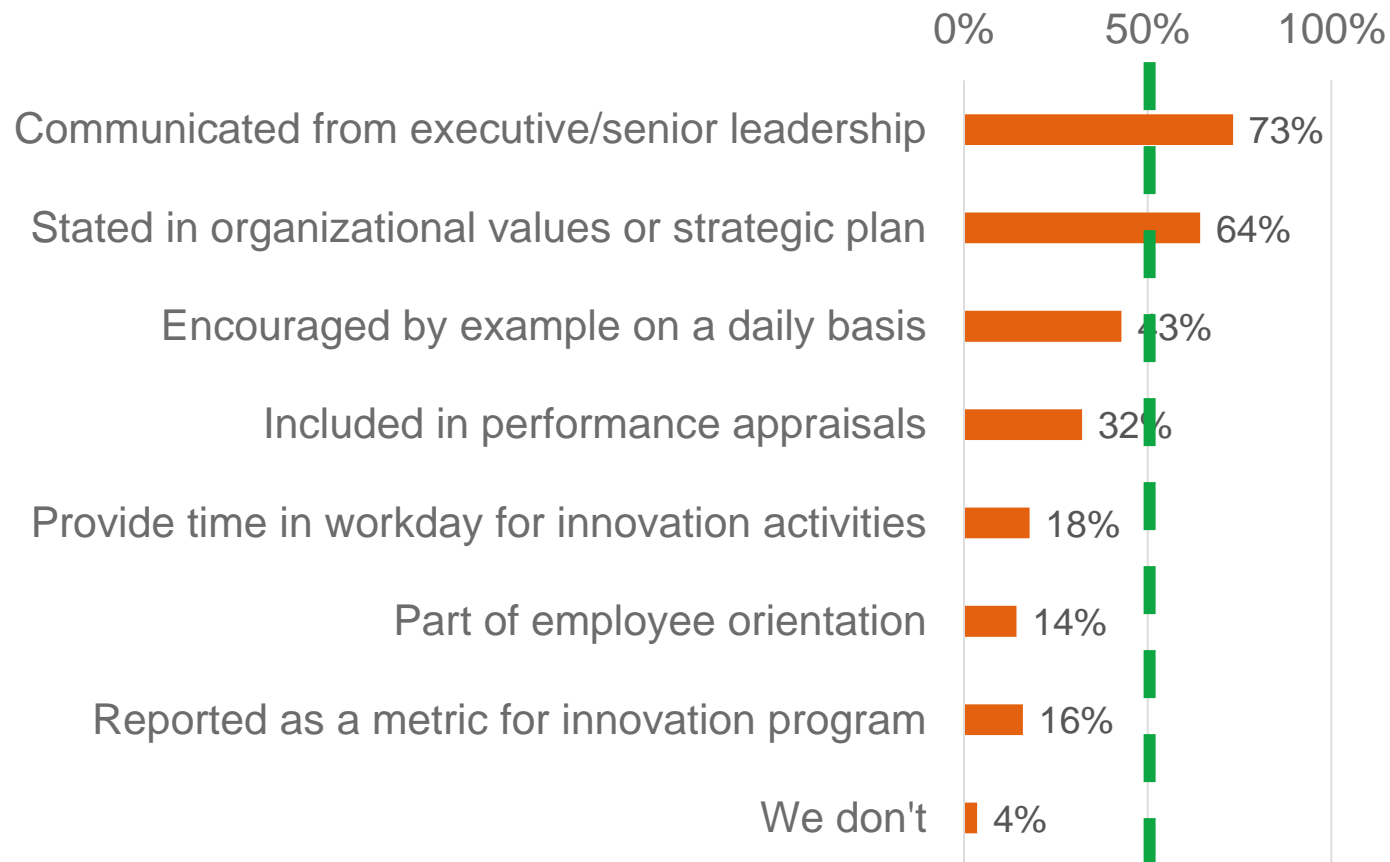 0% 50% 100%
Communicated from executive/senior leadership 73%
Stated in organizational values or strategic plan 64%
Encouraged by example on a daily basis 43%
Included in performance appraisals 32%
Provide time in workday for innovation activities 18%
Part of employee orientation 14%
Reported as a metric for innovation program 16%
We don't 4%